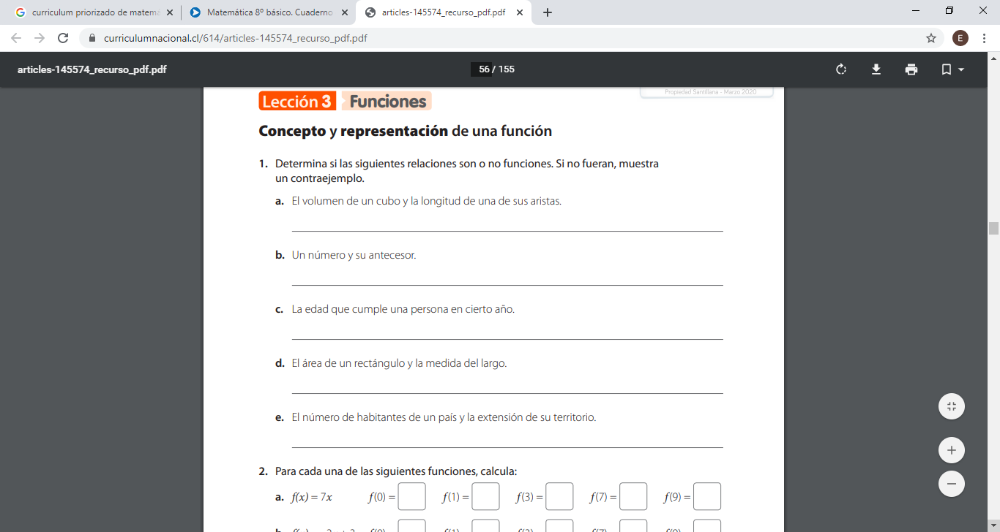 curriculum priorizado de matemá
Matemática 8º básico. Cuaderno
articles-145574_recurso_pdf.pdf
curriculumnacional.cl/614/articles-145574_recurso_pdf.pdf
E
articles-145574_recurso_pdf.pdf
56 / 155
Propiedad Santillana - Marzo 2020
Lección 3 Funciones
Concepto y representación de una función
1. Determina si las siguientes relaciones son o no funciones. Si no fueran, muestra
un contraejemplo.
a. El volumen de un cubo y la longitud de una de sus aristas.
b. Un número y su antecesor.
c. La edad que cumple una persona en cierto año.
d. El área de un rectángulo y la medida del largo.
e. El número de habitantes de un país y la extensión de su territorio.
2. Para cada una de las siguientes funciones, calcula:
a. f(x) = 7x f(0) = f(1) = f(3) = f(7) = f(9) =